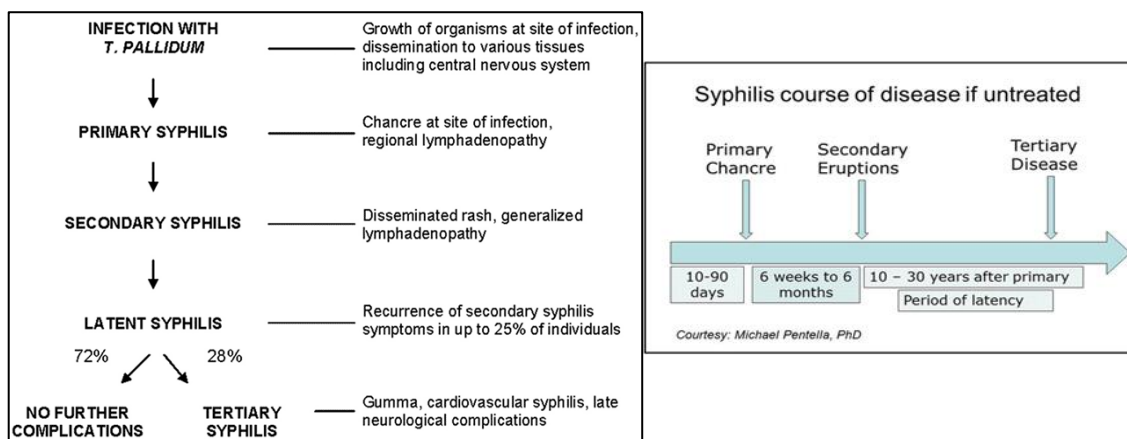 INFECTION WITH
T. PALLIDUM
Growth of organisms at site of infection,
dissemination to various tissues
including central nervous system
PRIMARY SYPHILIS
Chancre at site of infection,
regional lymphadenopathy
SECONDARY SYPHILIS
Disseminated rash, generalized
lymphadenopathy
LATENT SYPHILIS
Recurrence of secondary syphilis
symptoms in up to 25% of individuals
72%
28%
NO FURTHER
COMPLICATIONS
TERTIARY
SYPHILIS
Gumma, cardiovascular syphilis, late
neurological complications
Syphilis course of disease if untreated
Primary
Chancre
Secondary
Eruptions
Tertiary
Disease
10-90
days
6 weeks to 6
months
10 – 30 years after primary
Period of latency
Courtesy: Michael Pentella, PhD